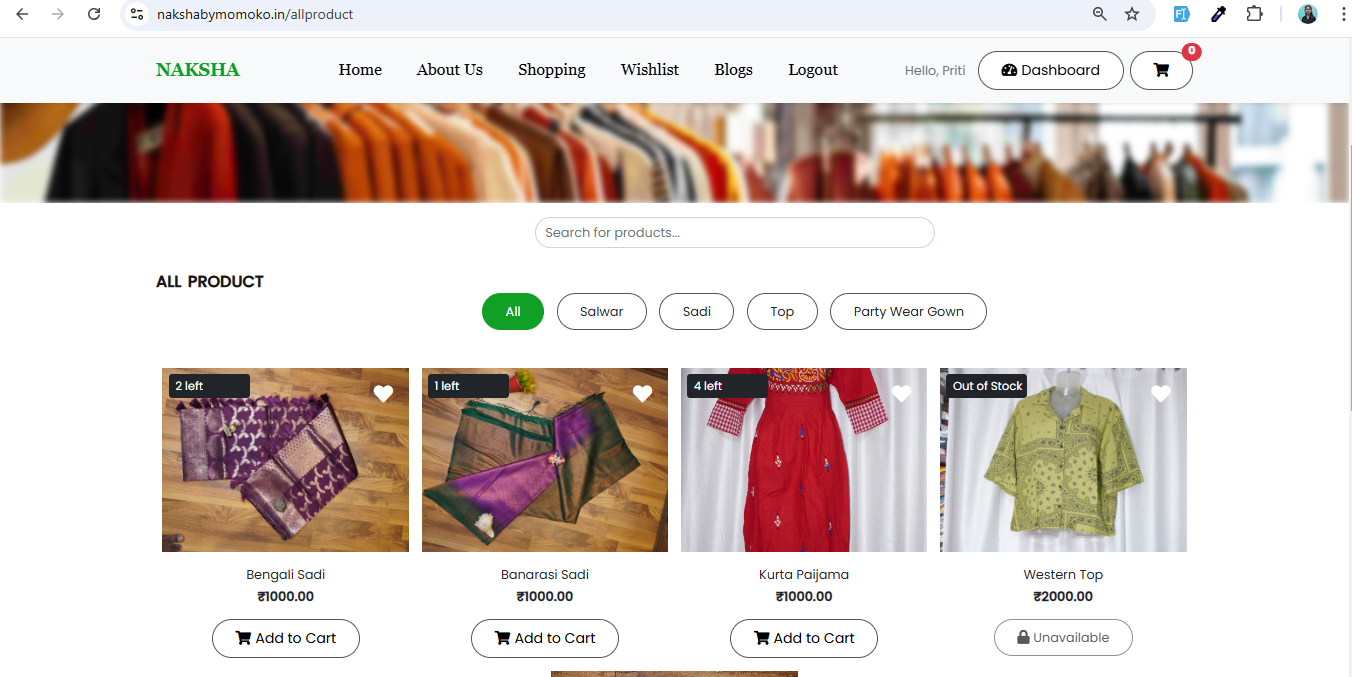 nakshabymomoko.in/allproduct
NAKSHA Home About Us Shopping Wishlist Blogs Logout Hello, Priti Dashboard 0
Search for products...
ALL PRODUCT
All Salwar Sadi Top Party Wear Gown
2 left 1 left 4 left Out of Stock
Bengali Sadi Banarasi Sadi Kurta Paijama Western Top
₹1000.00 ₹1000.00 ₹1000.00 ₹2000.00
Add to Cart Add to Cart Add to Cart Unavailable